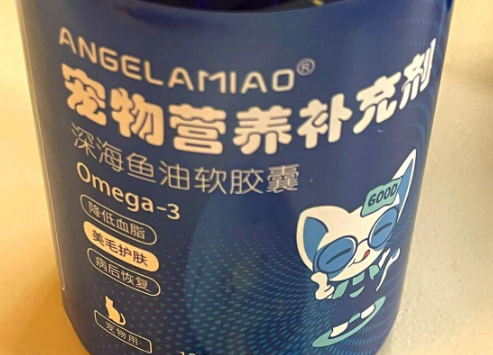 ANGELAMIAO®
宠物营养补充剂
深海鱼油软胶囊
Omega-3
降低血脂
美毛护肤
病后恢复
宠物用
GOOD